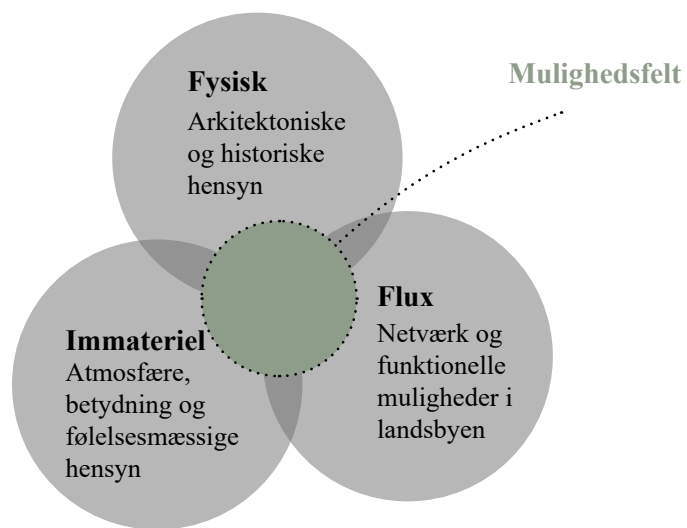 Mulighedsfelt
Fysisk
Arkitektoniske
og historiske
hensyn
Flux
Netværk og
funktionelle
muligheder i
landsbyen
Immateriel
Atmosfære,
betydning og
følelsesmæssige
hensyn